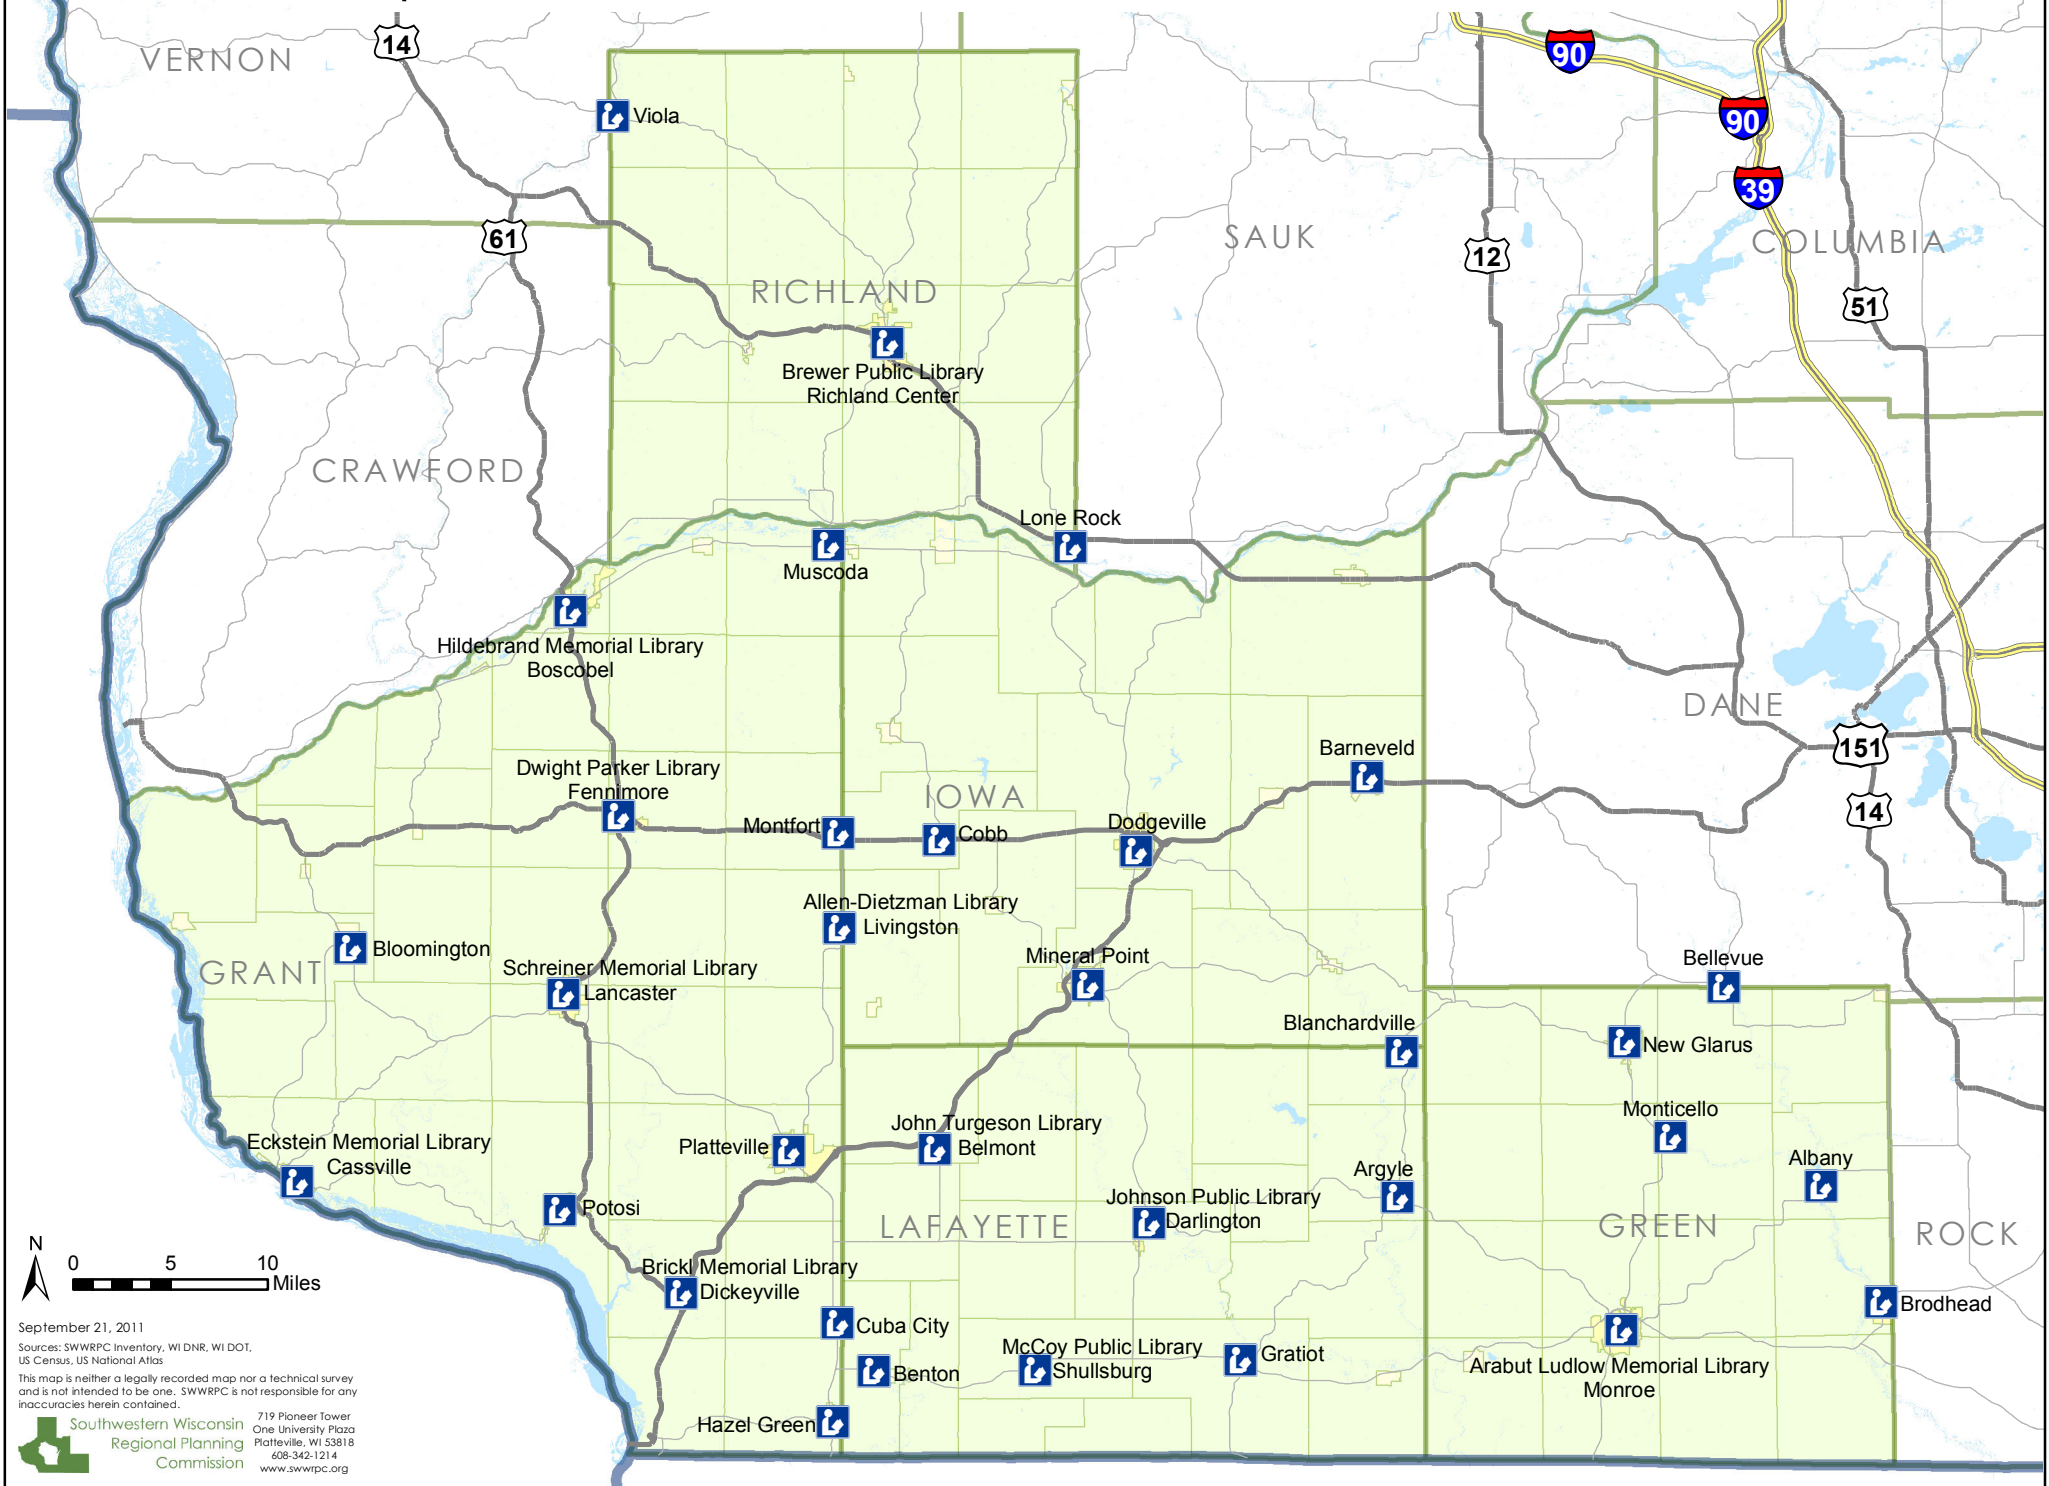 VERNON
14
90
Viola
90
39
61
SAUK
12
COLUMBIA
RICHLAND
51
Brewer Public Library
Richland Center
CRAWFORD
Lone Rock
Muscoda
Hildebrand Memorial Library
Boscobel
DANE
151
Barneveld
Dwight Parker Library
Fennimore
IOWA
14
Montfort
Cobb
Dodgeville
Allen-Dietzman Library
Livingston
Bloomington
GRANT
Schreiner Memorial Library
Lancaster
Mineral Point
Bellevue
Blanchardville
New Glarus
Monticello
John Turgeson Library
Belmont
Platteville
Eckstein Memorial Library
Cassville
Argyle
Albany
Potosi
Johnson Public Library
Darlington
LAFAYETTE
GREEN
ROCK
N
0 5 10
Miles
Brickl Memorial Library
Dickeyville
Brodhead
Cuba City
McCoy Public Library
Shullsburg
Gratiot
Benton
Arabut Ludlow Memorial Library
Monroe
Hazel Green
September 21, 2011
Sources: SWWRPC Inventory, WI DNR, WI DOT,
US Census, US National Atlas
This map is neither a legally recorded map nor a technical survey
and is not intended to be one. SWWRPC is not responsible for any
inaccuracies herein contained.
Southwestern Wisconsin
Regional Planning
Commission
719 Pioneer Tower
One University Plaza
Platteville, WI 53818
608-342-1214
www.swwrpc.org